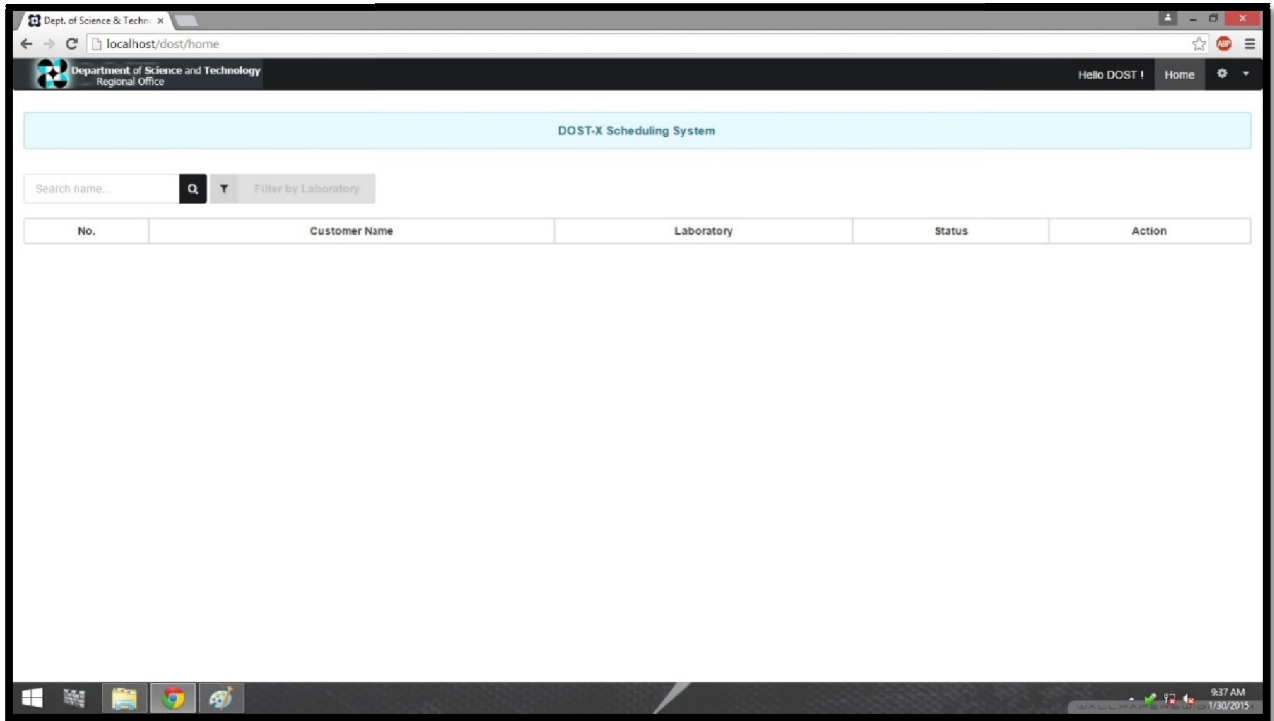 Dept. of Science & Techn
localhost/dost/home
ABP
Department of Science and Technology
Regional Office
Hello DOST !
Home
DOST-X Scheduling System
Search name...
Filter by Laboratory
No.
Customer Name
Laboratory
Status
Action
9:37 AM
1/30/2015